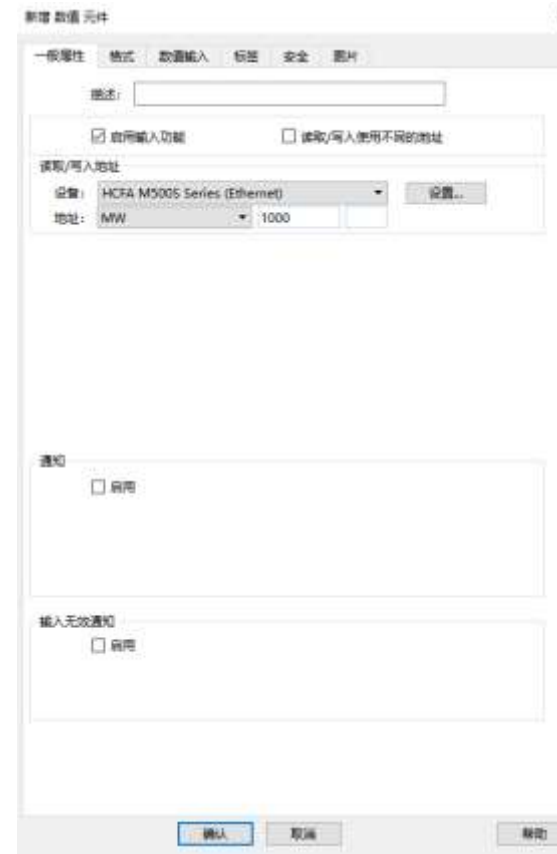 新增 数值 元件
一般属性 格式 数值输入 标签 安全 图片
描述：
启用输入功能 读取/写入使用不同的地址
读取/写入地址
设备： HCFA M500S Series (Ethernet) 设置...
地址： MW 1000
通知
启用
输入无效通知
启用
确认 取消 帮助